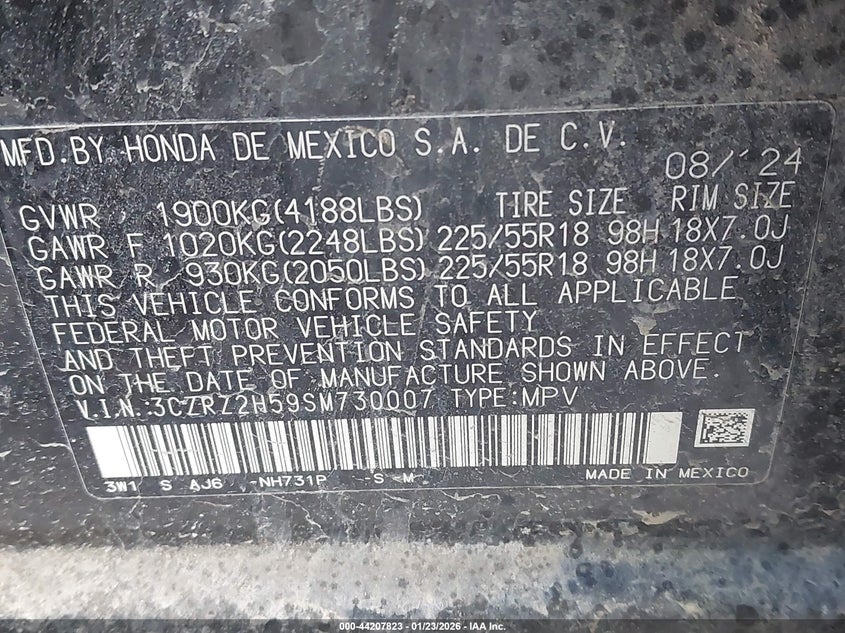 MFD.BY HONDA DE MEXICO S.A. DE C.V.
08/'24
GVWR 1900KG(4188LBS) TIRE SIZE RIM SIZE
GAWR F 1020KG(2248LBS) 225/55R18 98H 18X7.0J
GAWR R 930KG(2050LBS) 225/55R18 98H 18X7.0J
THIS VEHICLE CONFORMS TO ALL APPLICABLE
FEDERAL MOTOR VEHICLE SAFETY
AND THEFT PREVENTION STANDARDS IN EFFECT
ON THE DATE OF MANUFACTURE SHOWN ABOVE.
V.I.N.:3CZRZ2H59SM730007 TYPE:MPV
3W1 S AJ6 -NH731P -S M MADE IN MEXICO
000-44207823 - 01/23/2026 - IAA Inc.